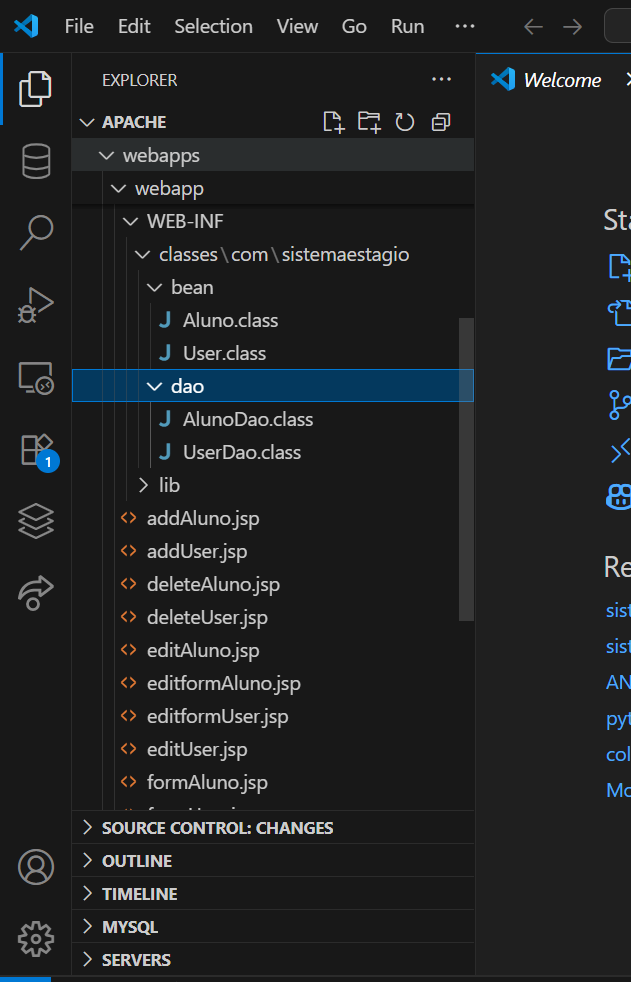 File Edit Selection View Go Run ···
EXPLORER ···
Welcome
APACHE
webapps
webapp
WEB-INF
classes\com\sistemaestagio
bean
Aluno.class
User.class
dao
AlunoDao.class
UserDao.class
lib
addAluno.jsp
addUser.jsp
deleteAluno.jsp
deleteUser.jsp
editAluno.jsp
editformAluno.jsp
editformUser.jsp
editUser.jsp
formAluno.jsp
SOURCE CONTROL: CHANGES
OUTLINE
TIMELINE
MYSQL
SERVERS
1
Sta
Re
sist
sist
AN
pyt
col
Mo